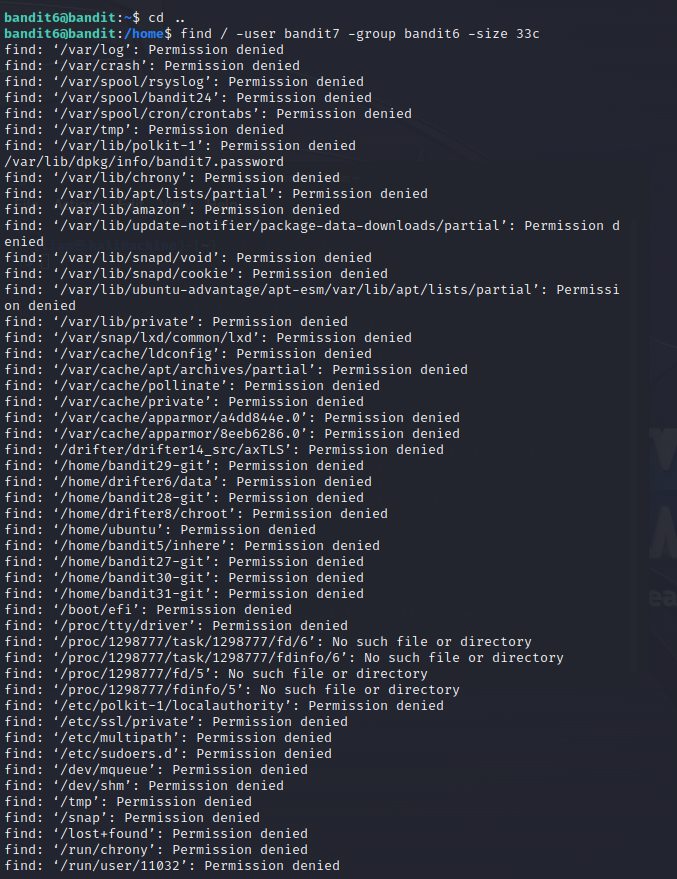 bandit6@bandit:~$ cd ..
bandit6@bandit:/home$ find / -user bandit7 -group bandit6 -size 33c
find: ‘/var/log’: Permission denied
find: ‘/var/crash’: Permission denied
find: ‘/var/spool/rsyslog’: Permission denied
find: ‘/var/spool/bandit24’: Permission denied
find: ‘/var/spool/cron/crontabs’: Permission denied
find: ‘/var/tmp’: Permission denied
find: ‘/var/lib/polkit-1’: Permission denied
/var/lib/dpkg/info/bandit7.password
find: ‘/var/lib/chrony’: Permission denied
find: ‘/var/lib/apt/lists/partial’: Permission denied
find: ‘/var/lib/amazon’: Permission denied
find: ‘/var/lib/update-notifier/package-data-downloads/partial’: Permission d
enied
find: ‘/var/lib/snapd/void’: Permission denied
find: ‘/var/lib/snapd/cookie’: Permission denied
find: ‘/var/lib/ubuntu-advantage/apt-esm/var/lib/apt/lists/partial’: Permissi
on denied
find: ‘/var/lib/private’: Permission denied
find: ‘/var/snap/lxd/common/lxd’: Permission denied
find: ‘/var/cache/ldconfig’: Permission denied
find: ‘/var/cache/apt/archives/partial’: Permission denied
find: ‘/var/cache/pollinate’: Permission denied
find: ‘/var/cache/private’: Permission denied
find: ‘/var/cache/apparmor/a4dd844e.0’: Permission denied
find: ‘/var/cache/apparmor/8eeb6286.0’: Permission denied
find: ‘/drifter/drifter14_src/axTLS’: Permission denied
find: ‘/home/bandit29-git’: Permission denied
find: ‘/home/drifter6/data’: Permission denied
find: ‘/home/bandit28-git’: Permission denied
find: ‘/home/drifter8/chroot’: Permission denied
find: ‘/home/ubuntu’: Permission denied
find: ‘/home/bandit5/inhere’: Permission denied
find: ‘/home/bandit27-git’: Permission denied
find: ‘/home/bandit30-git’: Permission denied
find: ‘/home/bandit31-git’: Permission denied
find: ‘/boot/efi’: Permission denied
find: ‘/proc/tty/driver’: Permission denied
find: ‘/proc/1298777/task/1298777/fd/6’: No such file or directory
find: ‘/proc/1298777/task/1298777/fdinfo/6’: No such file or directory
find: ‘/proc/1298777/fd/5’: No such file or directory
find: ‘/proc/1298777/fdinfo/5’: No such file or directory
find: ‘/etc/polkit-1/localauthority’: Permission denied
find: ‘/etc/ssl/private’: Permission denied
find: ‘/etc/multipath’: Permission denied
find: ‘/etc/sudoers.d’: Permission denied
find: ‘/dev/mqueue’: Permission denied
find: ‘/dev/shm’: Permission denied
find: ‘/tmp’: Permission denied
find: ‘/snap’: Permission denied
find: ‘/lost+found’: Permission denied
find: ‘/run/chrony’: Permission denied
find: ‘/run/user/11032’: Permission denied